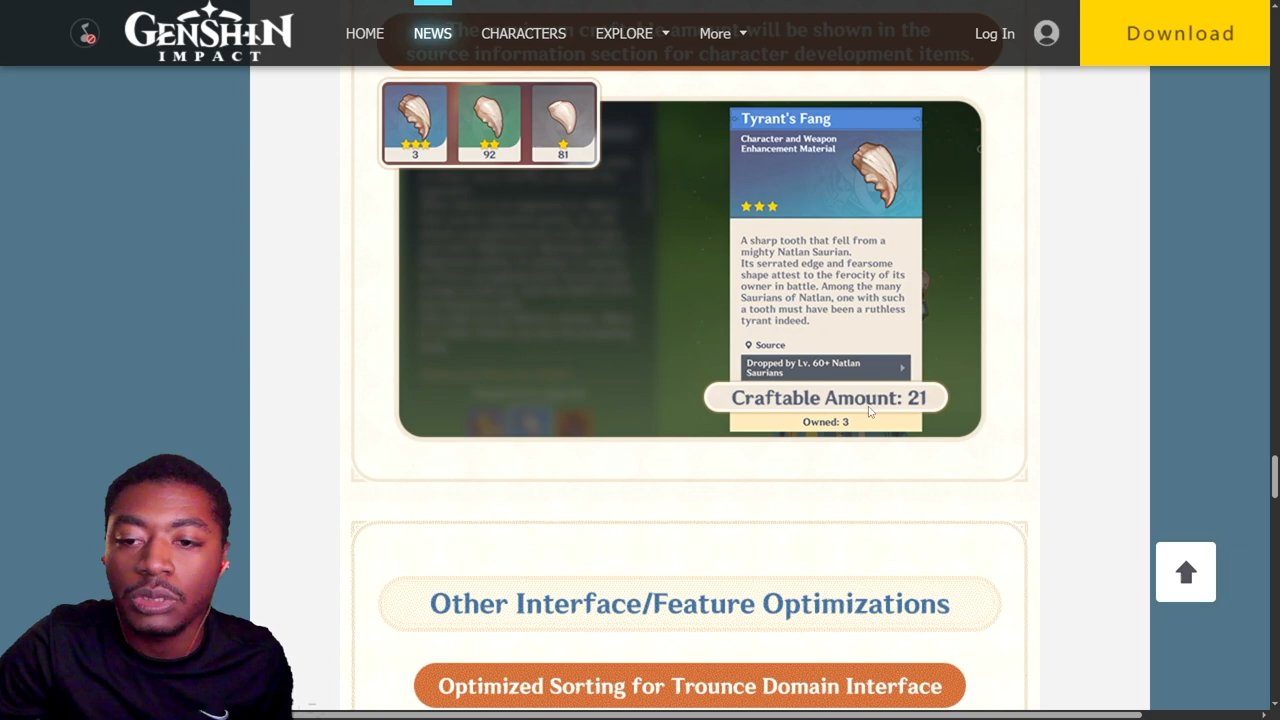 GENSHIN
IMPACT
HOME
NEWS
CHARACTERS
EXPLORE
More
Log In
Download
The maximum craftable amount will be shown in the
source information section for character development items.
3
92
81
Tyrant's Fang
Character and Weapon
Enhancement Material
A sharp tooth that fell from a
mighty Natlan Saurian.
Its serrated edge and fearsome
shape attest to the ferocity of its
owner in battle. Among the many
Saurians of Natlan, one with such
a tooth must have been a ruthless
tyrant indeed.
Source
Dropped by Lv. 60+ Natlan
Saurians
Craftable Amount: 21
Owned: 3
Other Interface/Feature Optimizations
Optimized Sorting for Trounce Domain Interface